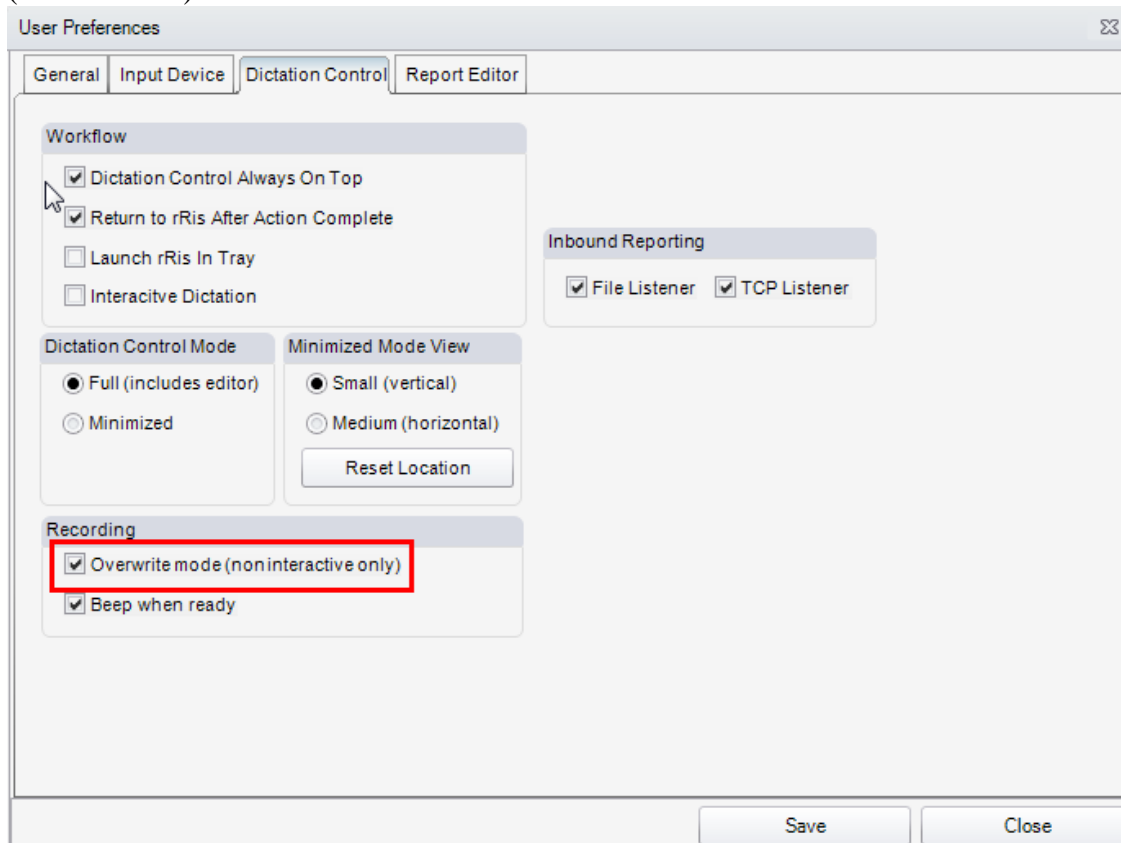 User Preferences
General Input Device Dictation Control Report Editor
Workflow
Dictation Control Always On Top
Return to rRis After Action Complete
Launch rRis In Tray
Interacitve Dictation
Inbound Reporting
File Listener TCP Listener
Dictation Control Mode
Full (includes editor)
Minimized
Minimized Mode View
Small (vertical)
Medium (horizontal)
Reset Location
Recording
Overwrite mode (non interactive only)
Beep when ready
Save Close